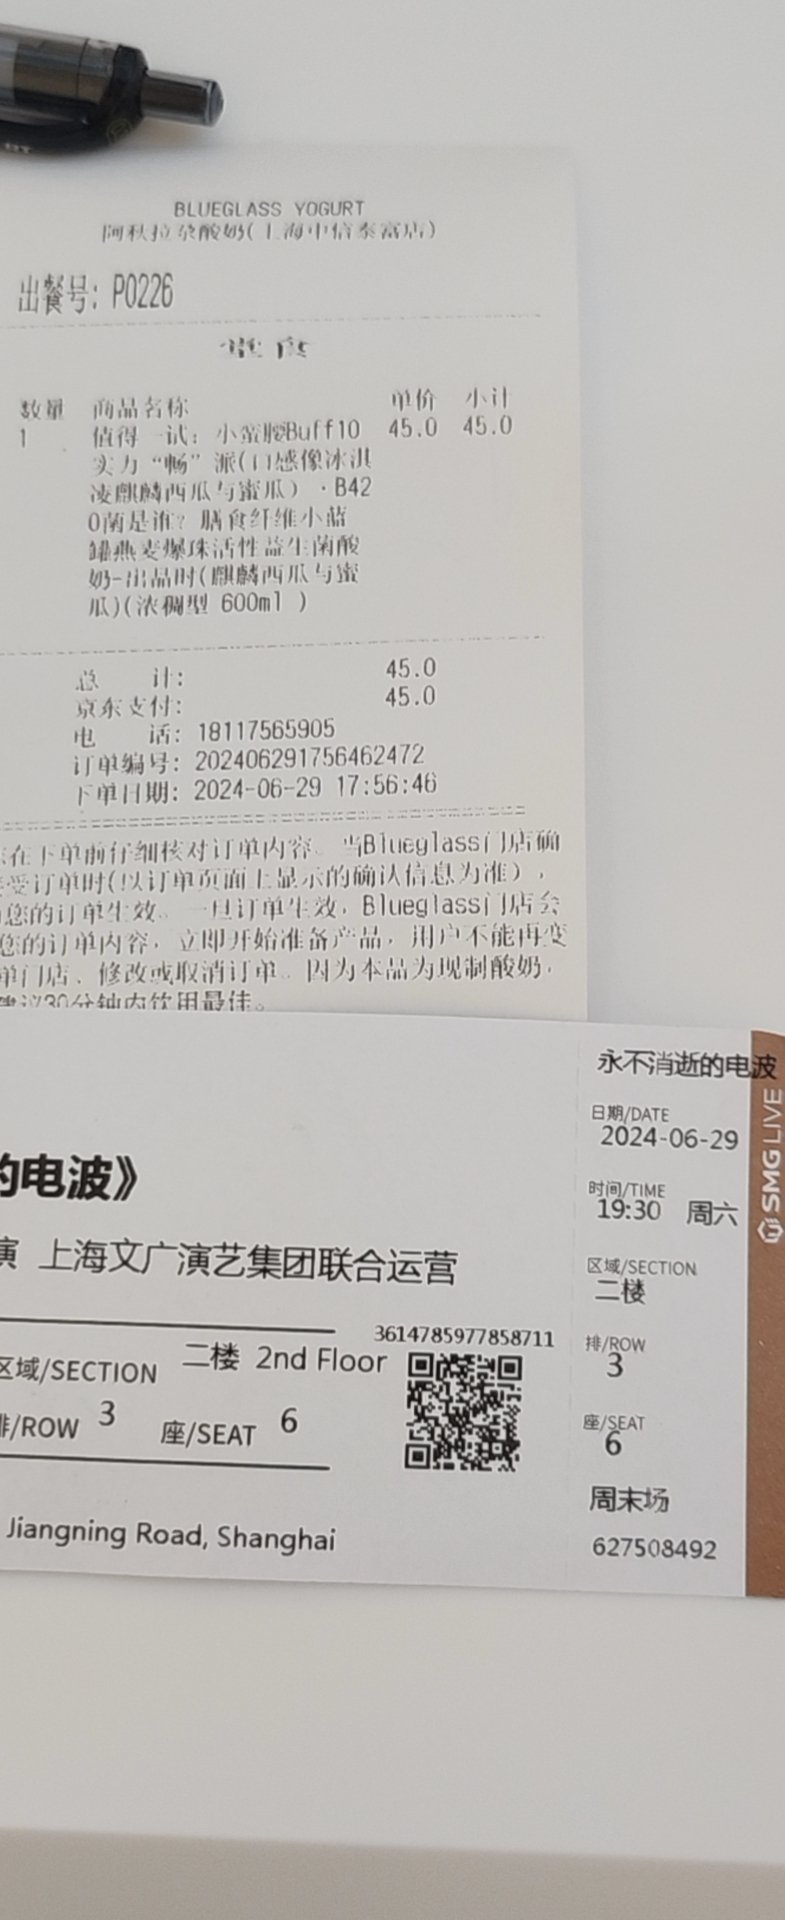 BLUEGLASS YOGURT
阿秋拉尕酸奶(上海中信泰富店)
出餐号: P0226
堂食
数量 商品名称 单价 小计
1 值得一试: 小蛮腰Buff10 45.0 45.0
实力“畅”派(口感像冰淇
凌麒麟西瓜与蜜瓜) ·B42
0菌是谁? 膳食纤维小蓝
罐燕麦爆珠活性益生菌酸
奶-出品时(麒麟西瓜与蜜
瓜)(浓稠型 600ml )
总 计: 45.0
京东支付: 45.0
电 话: 18117565905
订单编号: 202406291756462472
下单日期: 2024-06-29 17:56:46
在下单前仔细核对订单内容。当Blueglass门店确
受订单时(以订单页面上显示的确认信息为准),
您的订单生效。一旦订单生效,Blueglass门店会
您的订单内容,立即开始准备产品,用户不能再变
单门店、修改或取消订单。因为本品为现制酸奶,
建议30分钟内饮用最佳。
的电波》
演 上海文广演艺集团联合运营
3614785977858711
区域/SECTION 二楼 2nd Floor
排/ROW 3 座/SEAT 6
Jiangning Road, Shanghai
永不消逝的电波
日期/DATE
2024-06-29
时间/TIME
19:30 周六
区域/SECTION
二楼
排/ROW
3
座/SEAT
6
周末场
627508492
SMG LIVE